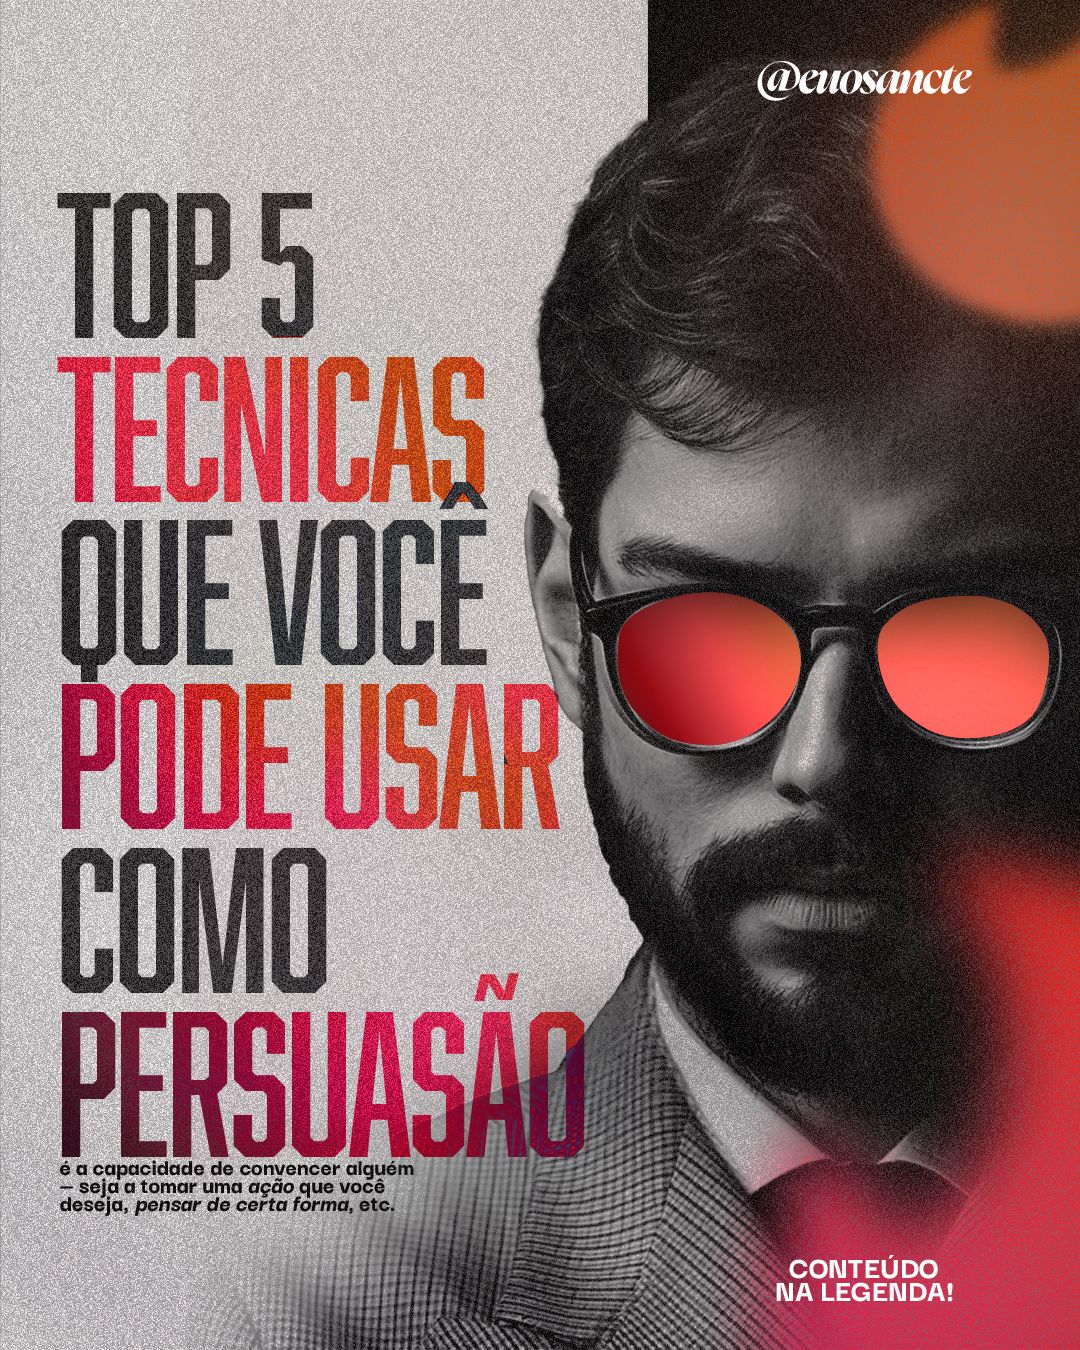 @euosancte
TOP 5
TECNICAS
QUE VOCÊ
PODE USAR
COMO
PERSUASÃO
é a capacidade de convencer alguém
– seja a tomar uma ação que você
deseja, pensar de certa forma, etc.
CONTEÚDO
NA LEGENDA!